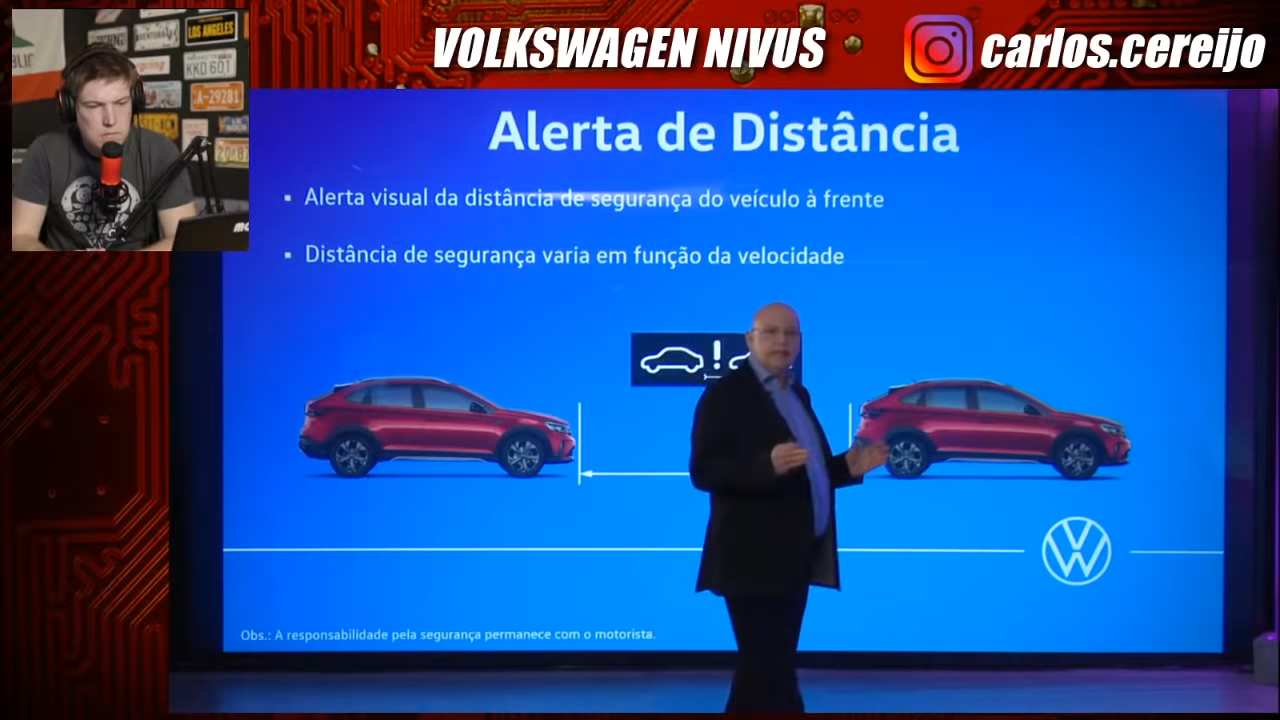 VOLKSWAGEN NIVUS
carlos.cereijo
LOS ANGELES
KKD 601
A-29281
Alerta de Distância
▪ Alerta visual da distância de segurança do veículo à frente
▪ Distância de segurança varia em função da velocidade
!
Obs.: A responsabilidade pela segurança permanece com o motorista.